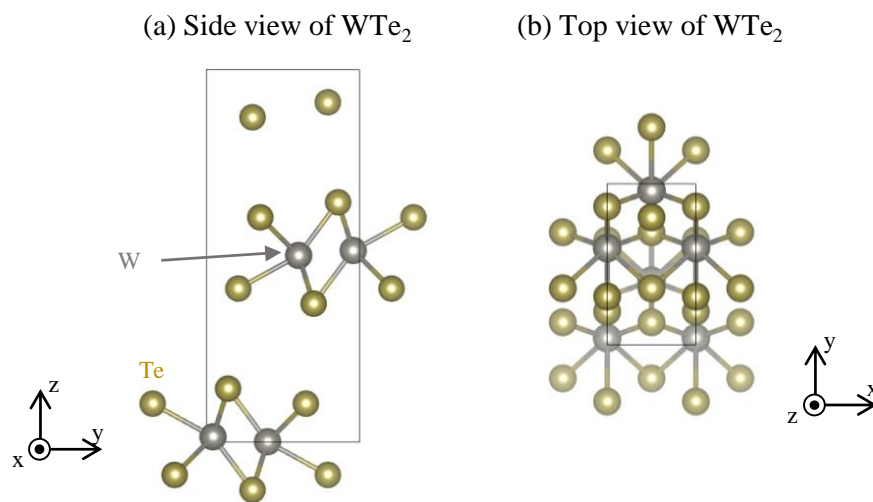 (a) Side view of WTe₂
(b) Top view of WTe₂
W
Te
z
y
x
y
x
z